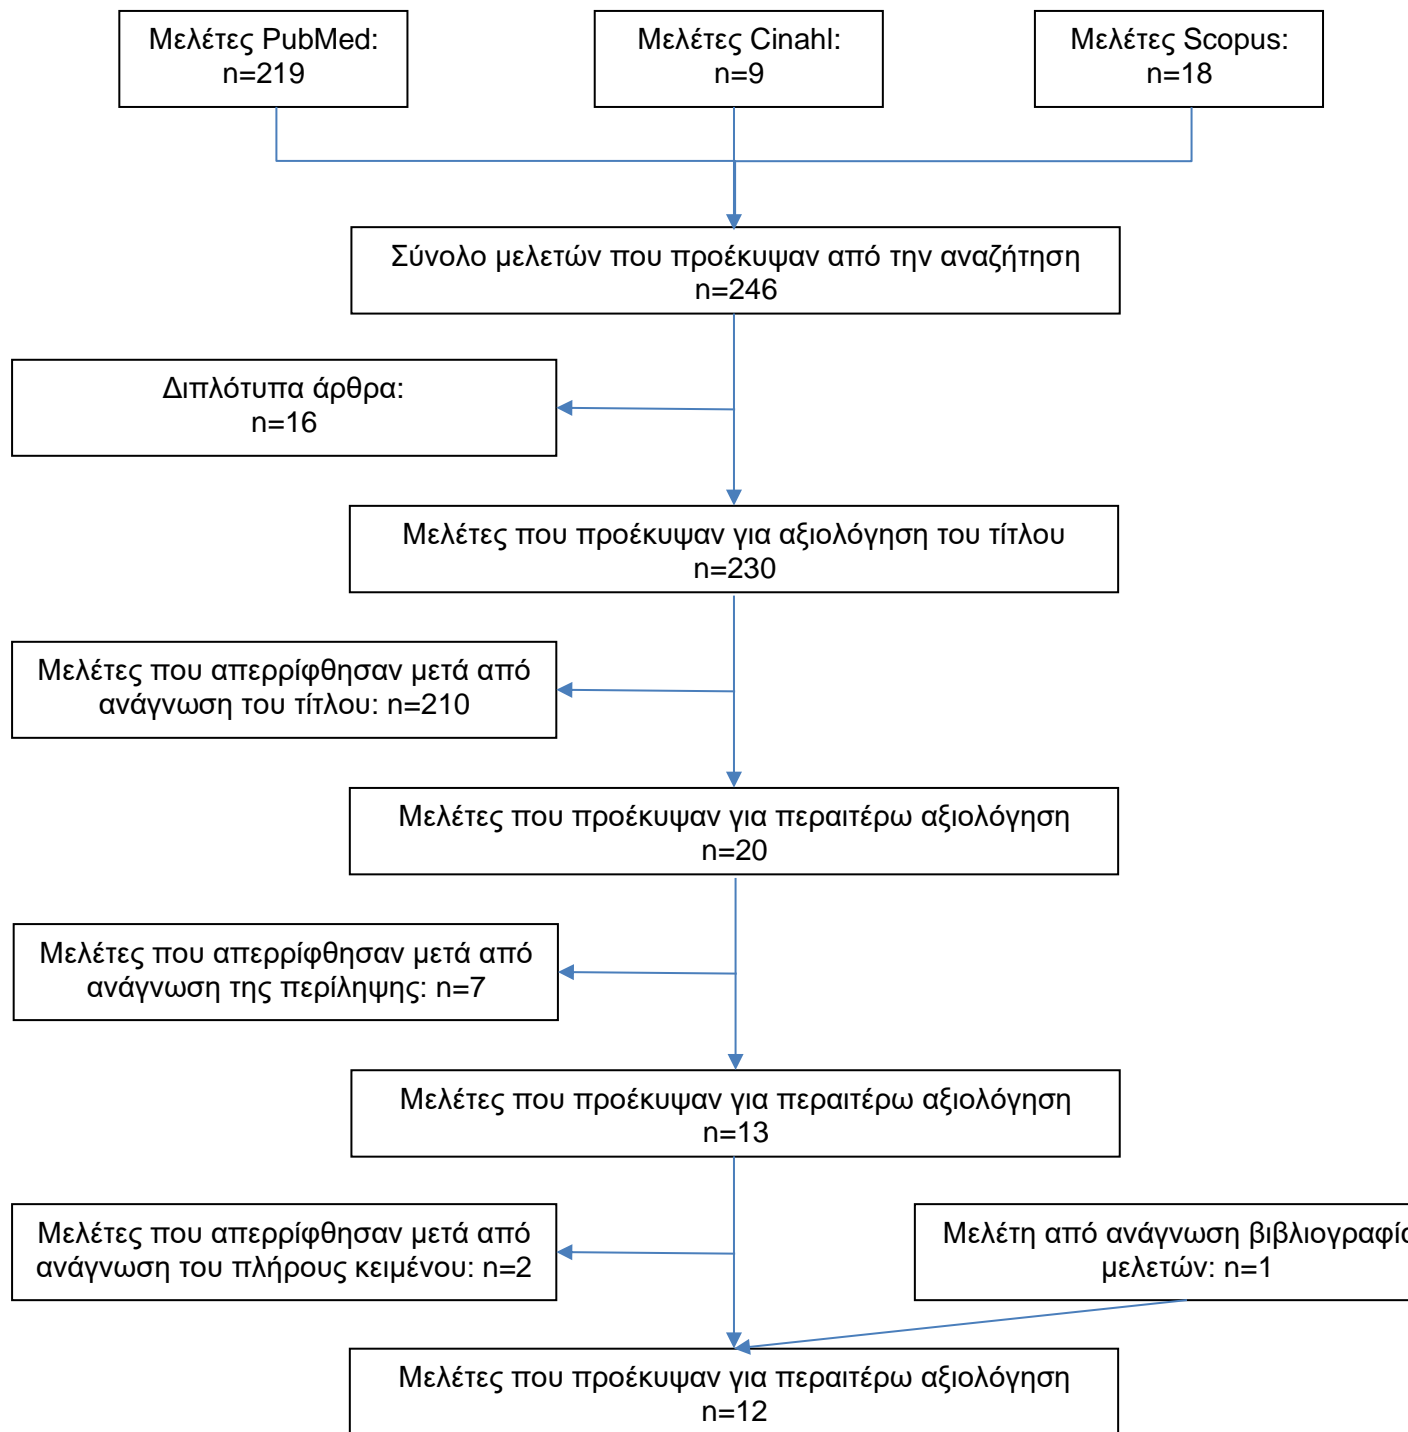 Μελέτες PubMed:
n=219
Μελέτες Cinahl:
n=9
Μελέτες Scopus:
n=18
Σύνολο μελετών που προέκυψαν από την αναζήτηση
n=246
Διπλότυπα άρθρα:
n=16
Μελέτες που προέκυψαν για αξιολόγηση του τίτλου
n=230
Μελέτες που απερρίφθησαν μετά από
ανάγνωση του τίτλου: n=210
Μελέτες που προέκυψαν για περαιτέρω αξιολόγηση
n=20
Μελέτες που απερρίφθησαν μετά από
ανάγνωση της περίληψης: n=7
Μελέτες που προέκυψαν για περαιτέρω αξιολόγηση
n=13
Μελέτες που απερρίφθησαν μετά από
ανάγνωση του πλήρους κειμένου: n=2
Μελέτη από ανάγνωση
μελετών: n=1
Μελέτες που προέκυψαν για περαιτέρω αξιολόγηση
n=12